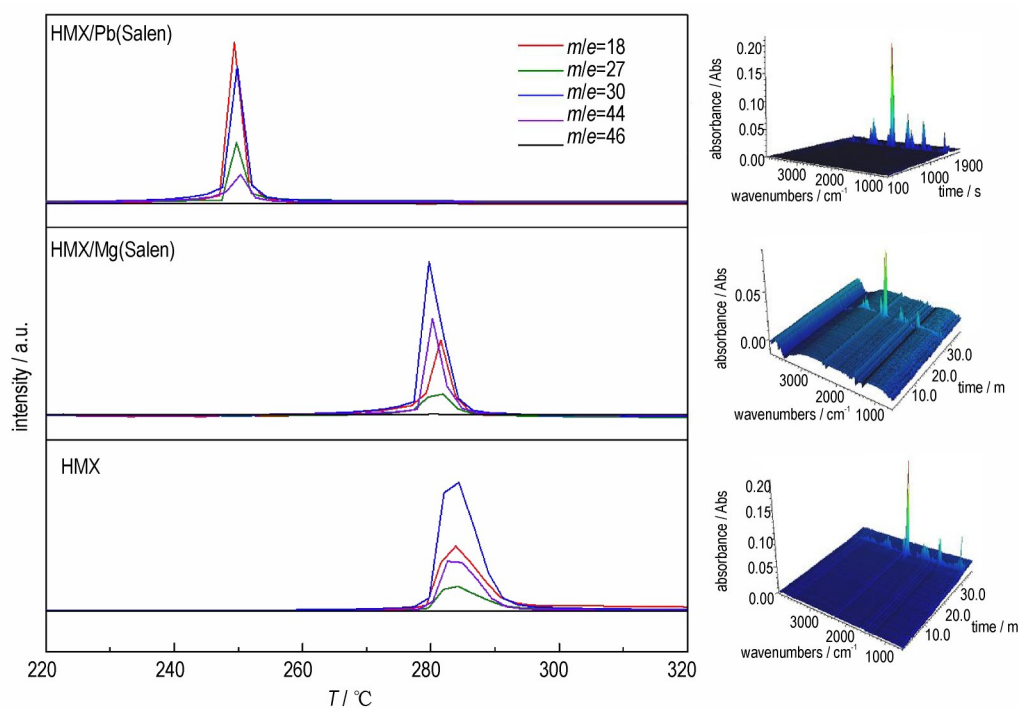 HMX/Pb(Salen)
m/e=18
m/e=27
m/e=30
m/e=44
m/e=46
HMX/Mg(Salen)
HMX
intensity / a.u.
220 240 260 280 300 320
T / °C
absorbance / Abs
0.20
0.15
0.10
0.05
0.00
3000 2000 1000
wavenumbers / cm⁻¹
100 1000 1900
time / s
absorbance / Abs
0.05
0.00
3000 2000 1000
wavenumbers / cm⁻¹
10.0 20.0 30.0
time / m
absorbance / Abs
0.20
0.15
0.10
0.05
0.00
3000 2000 1000
wavenumbers / cm⁻¹
10.0 20.0 30.0
time / m